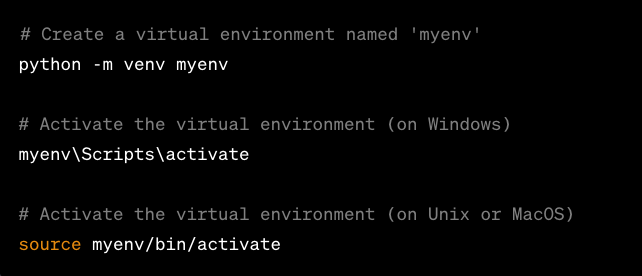 # Create a virtual environment named 'myenv'
python -m venv myenv
# Activate the virtual environment (on Windows)
myenv\Scripts\activate
# Activate the virtual environment (on Unix or MacOS)
source myenv/bin/activate